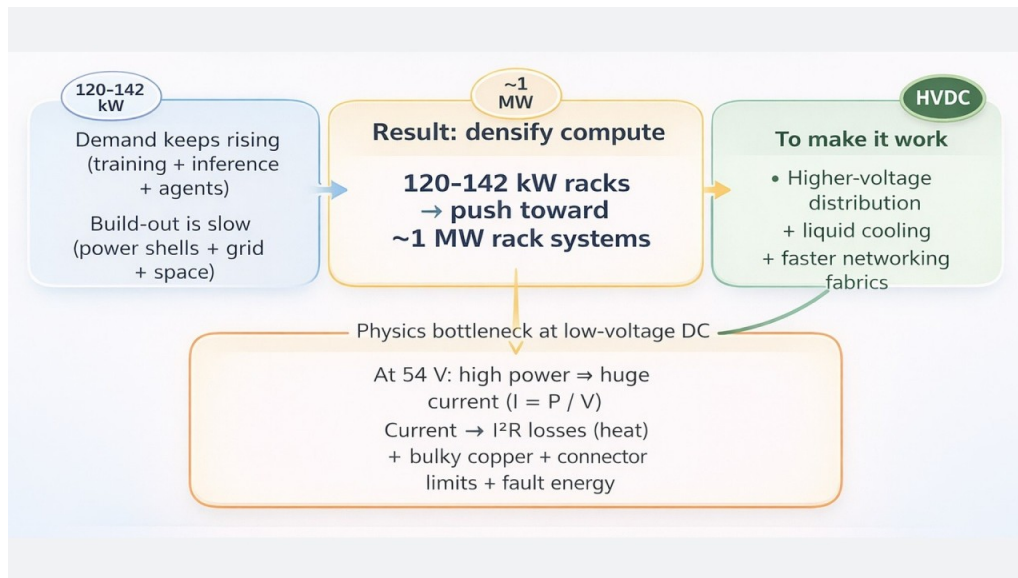 120–142
kW
Demand keeps rising
(training + inference
+ agents)
Build-out is slow
(power shells + grid
+ space)
~1
MW
Result: densify compute
120–142 kW racks
→ push toward
~1 MW rack systems
HVDC
To make it work
• Higher-voltage
distribution
+ liquid cooling
+ faster networking
fabrics
Physics bottleneck at low-voltage DC
At 54 V: high power ⇒ huge
current (I = P / V)
Current → I²R losses (heat)
+ bulky copper + connector
limits + fault energy